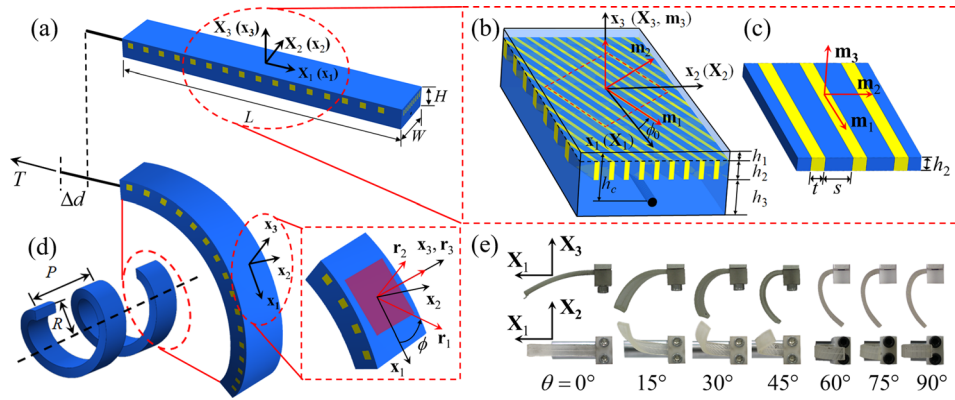 (a)
X₃ (x₃)
X₂ (x₂)
X₁ (x₁)
L
H
W
T
Δd
(b)
x₃ (X₃, m₃)
m₂
x₂ (X₂)
m₁
x₁ (X₁)
ϕ₀
h₁
h₂
h₃
h_c
(c)
m₃
m₂
m₁
h₂
t
s
(d)
P
R
x₃
x₂
x₁
r₂
x₃, r₃
x₂
r₁
ϕ
x₁
(e)
X₃
X₁
X₂
X₁
θ = 0° 15° 30° 45° 60° 75° 90°